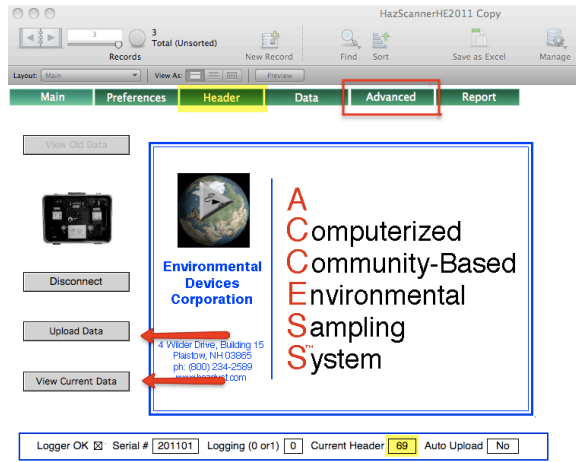 HazScannerHE2011 Copy
3
3
Total (Unsorted)
Records
New Record
Find
Sort
Save as Excel
Manage
Layout: Main
View As:
Preview
Main
Preferences
Header
Data
Advanced
Report
View Old Data
Disconnect
Upload Data
View Current Data
Environmental
Devices
Corporation
4 Wilder Drive, Building 15
Plaistow, NH 03865
ph: (800) 234-2589
A
Computerized
Community-Based
Environmental
Sampling
System
TM
Logger OK Serial # 201101 Logging (0 or1) 0 Current Header 69 Auto Upload No